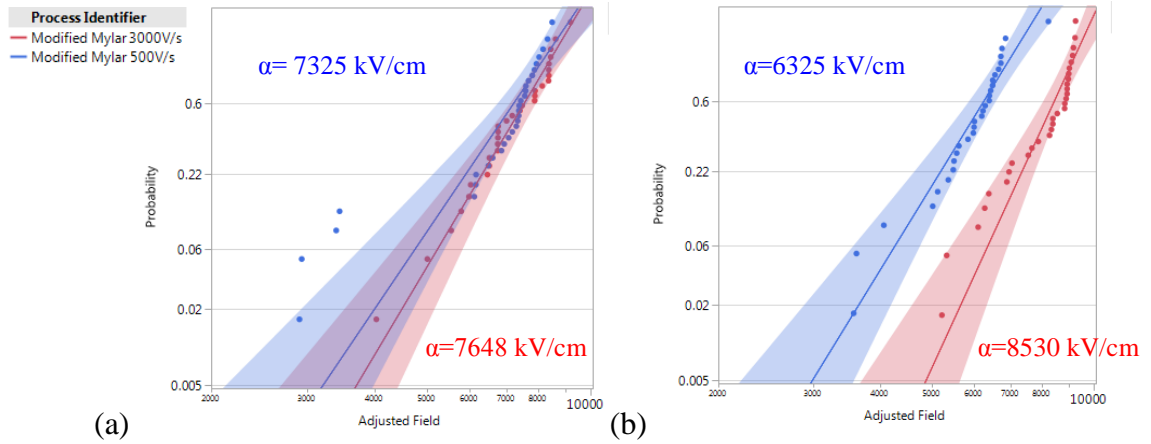 Process Identifier
Modified Mylar 3000V/s
Modified Mylar 500V/s
α= 7325 kV/cm
α=7648 kV/cm
Probability
0.6
0.22
0.06
0.02
0.005
2000 3000 4000 5000 6000 7000 8000 10000
Adjusted Field
(a)
α=6325 kV/cm
α=8530 kV/cm
Probability
0.6
0.22
0.06
0.02
0.005
2000 3000 4000 5000 6000 7000 8000 10000
Adjusted Field
(b)